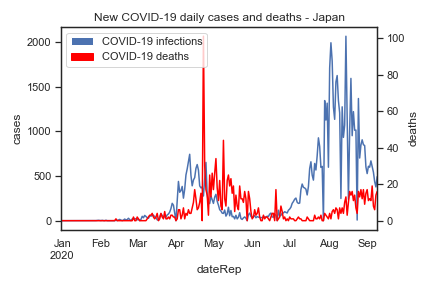 New COVID-19 daily cases and deaths - Japan
COVID-19 infections
COVID-19 deaths
2000
1500
1000
500
0
cases
100
80
60
40
20
0
deaths
Jan Feb Mar Apr May Jun Jul Aug Sep
2020
dateRep